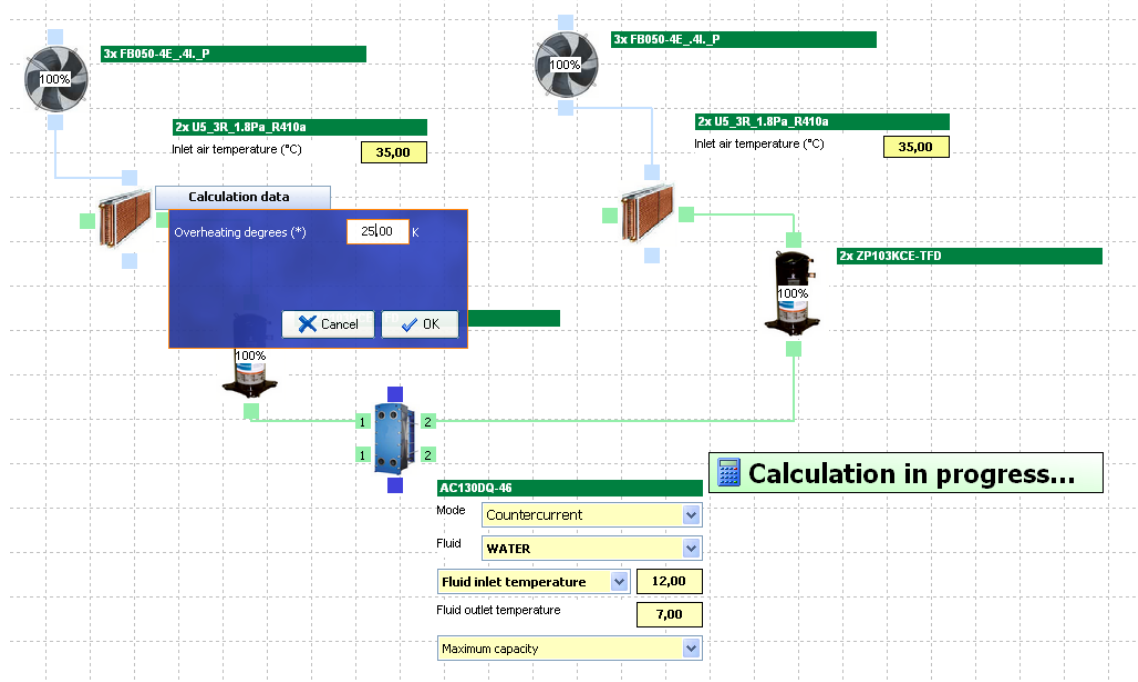 3x FB050-4E_.4I._P
100%
3x FB050-4E_.4I._P
100%
2x U5_3R_1.8Pa_R410a
Inlet air temperature (°C) 35,00
2x U5_3R_1.8Pa_R410a
Inlet air temperature (°C) 35,00
Calculation data
Overheating degrees (*) 25,00 K
Cancel OK
2x ZP103KCE-TFD
100%
100%
1 2
1 2
Calculation in progress...
AC130DQ-46
Mode Countercurrent
Fluid WATER
Fluid inlet temperature 12,00
Fluid outlet temperature 7,00
Maximum capacity